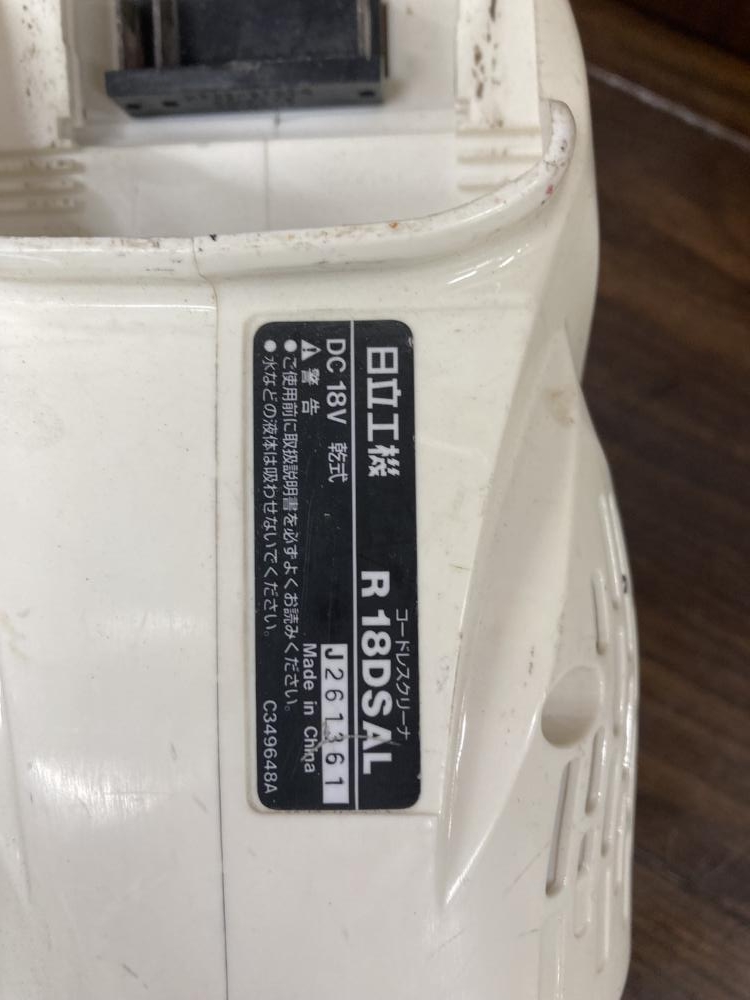 コードレスクリーナ
日立工機 R 18DSAL
DC 18V 乾式 J261361
⚠警告 Made in China
●ご使用前に取扱説明書を必ずよくお読みください。
●水などの液体は吸わせないでください。 C349648A